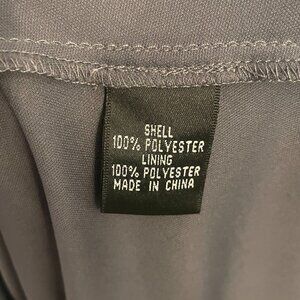 SHELL
100% POLYESTER
LINING
100% POLYESTER
MADE IN CHINA